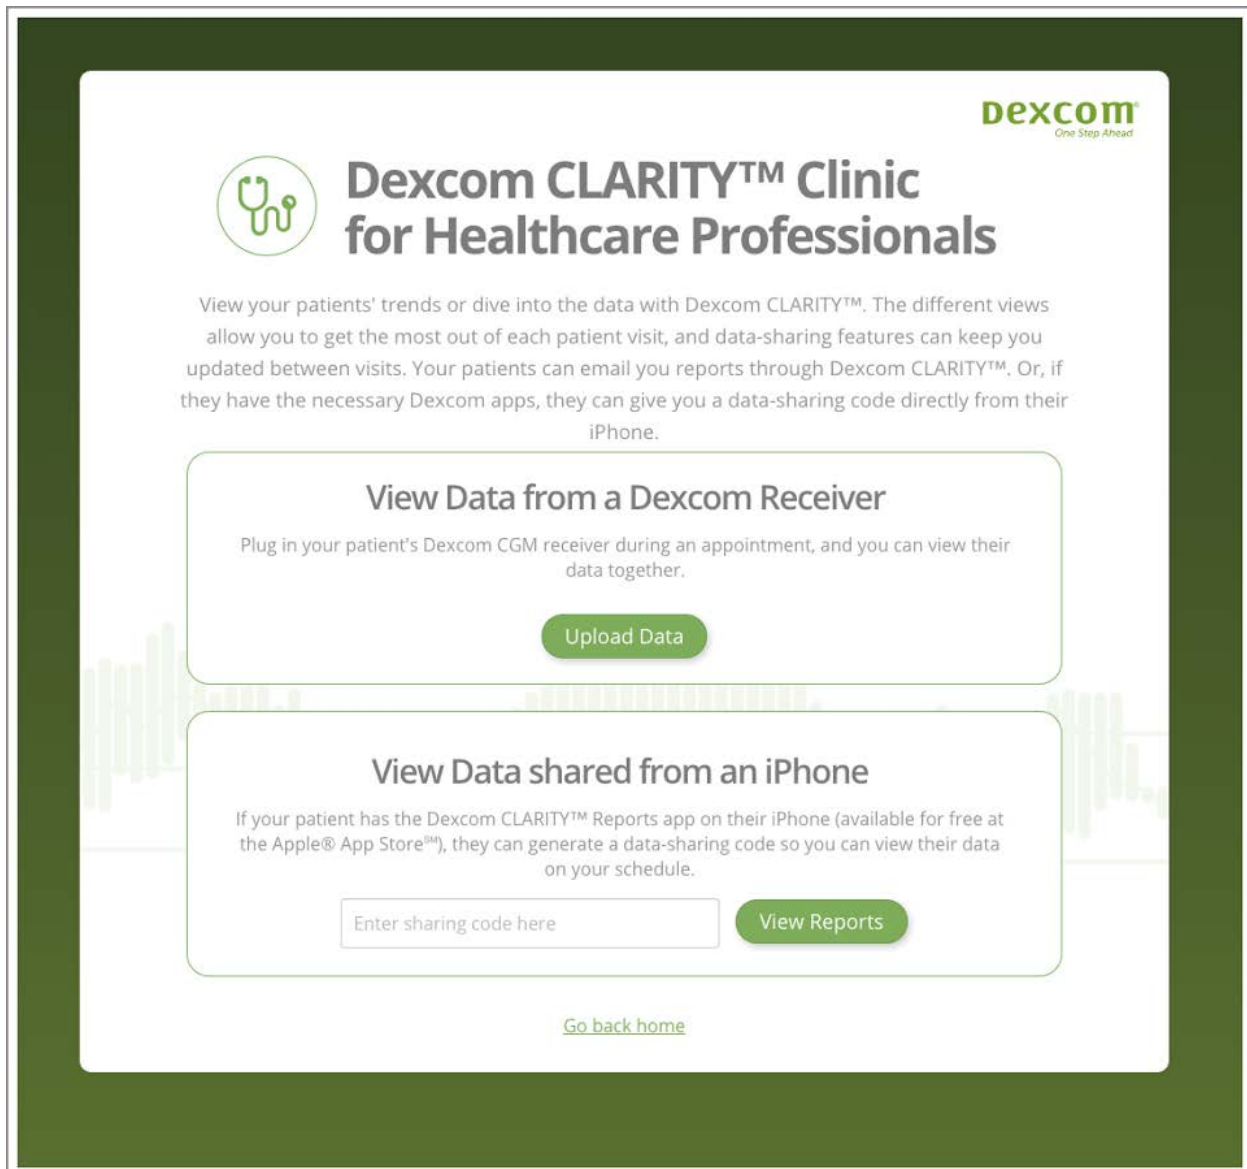 Dexcom®
One Step Ahead
Dexcom CLARITY™ Clinic
for Healthcare Professionals
View your patients' trends or dive into the data with Dexcom CLARITY™. The different views
allow you to get the most out of each patient visit, and data-sharing features can keep you
updated between visits. Your patients can email you reports through Dexcom CLARITY™. Or, if
they have the necessary Dexcom apps, they can give you a data-sharing code directly from their
iPhone.
View Data from a Dexcom Receiver
Plug in your patient's Dexcom CGM receiver during an appointment, and you can view their
data together.
Upload Data
View Data shared from an iPhone
If your patient has the Dexcom CLARITY™ Reports app on their iPhone (available for free at
the Apple® App Store℠), they can generate a data-sharing code so you can view their data
on your schedule.
Enter sharing code here
View Reports
Go back home